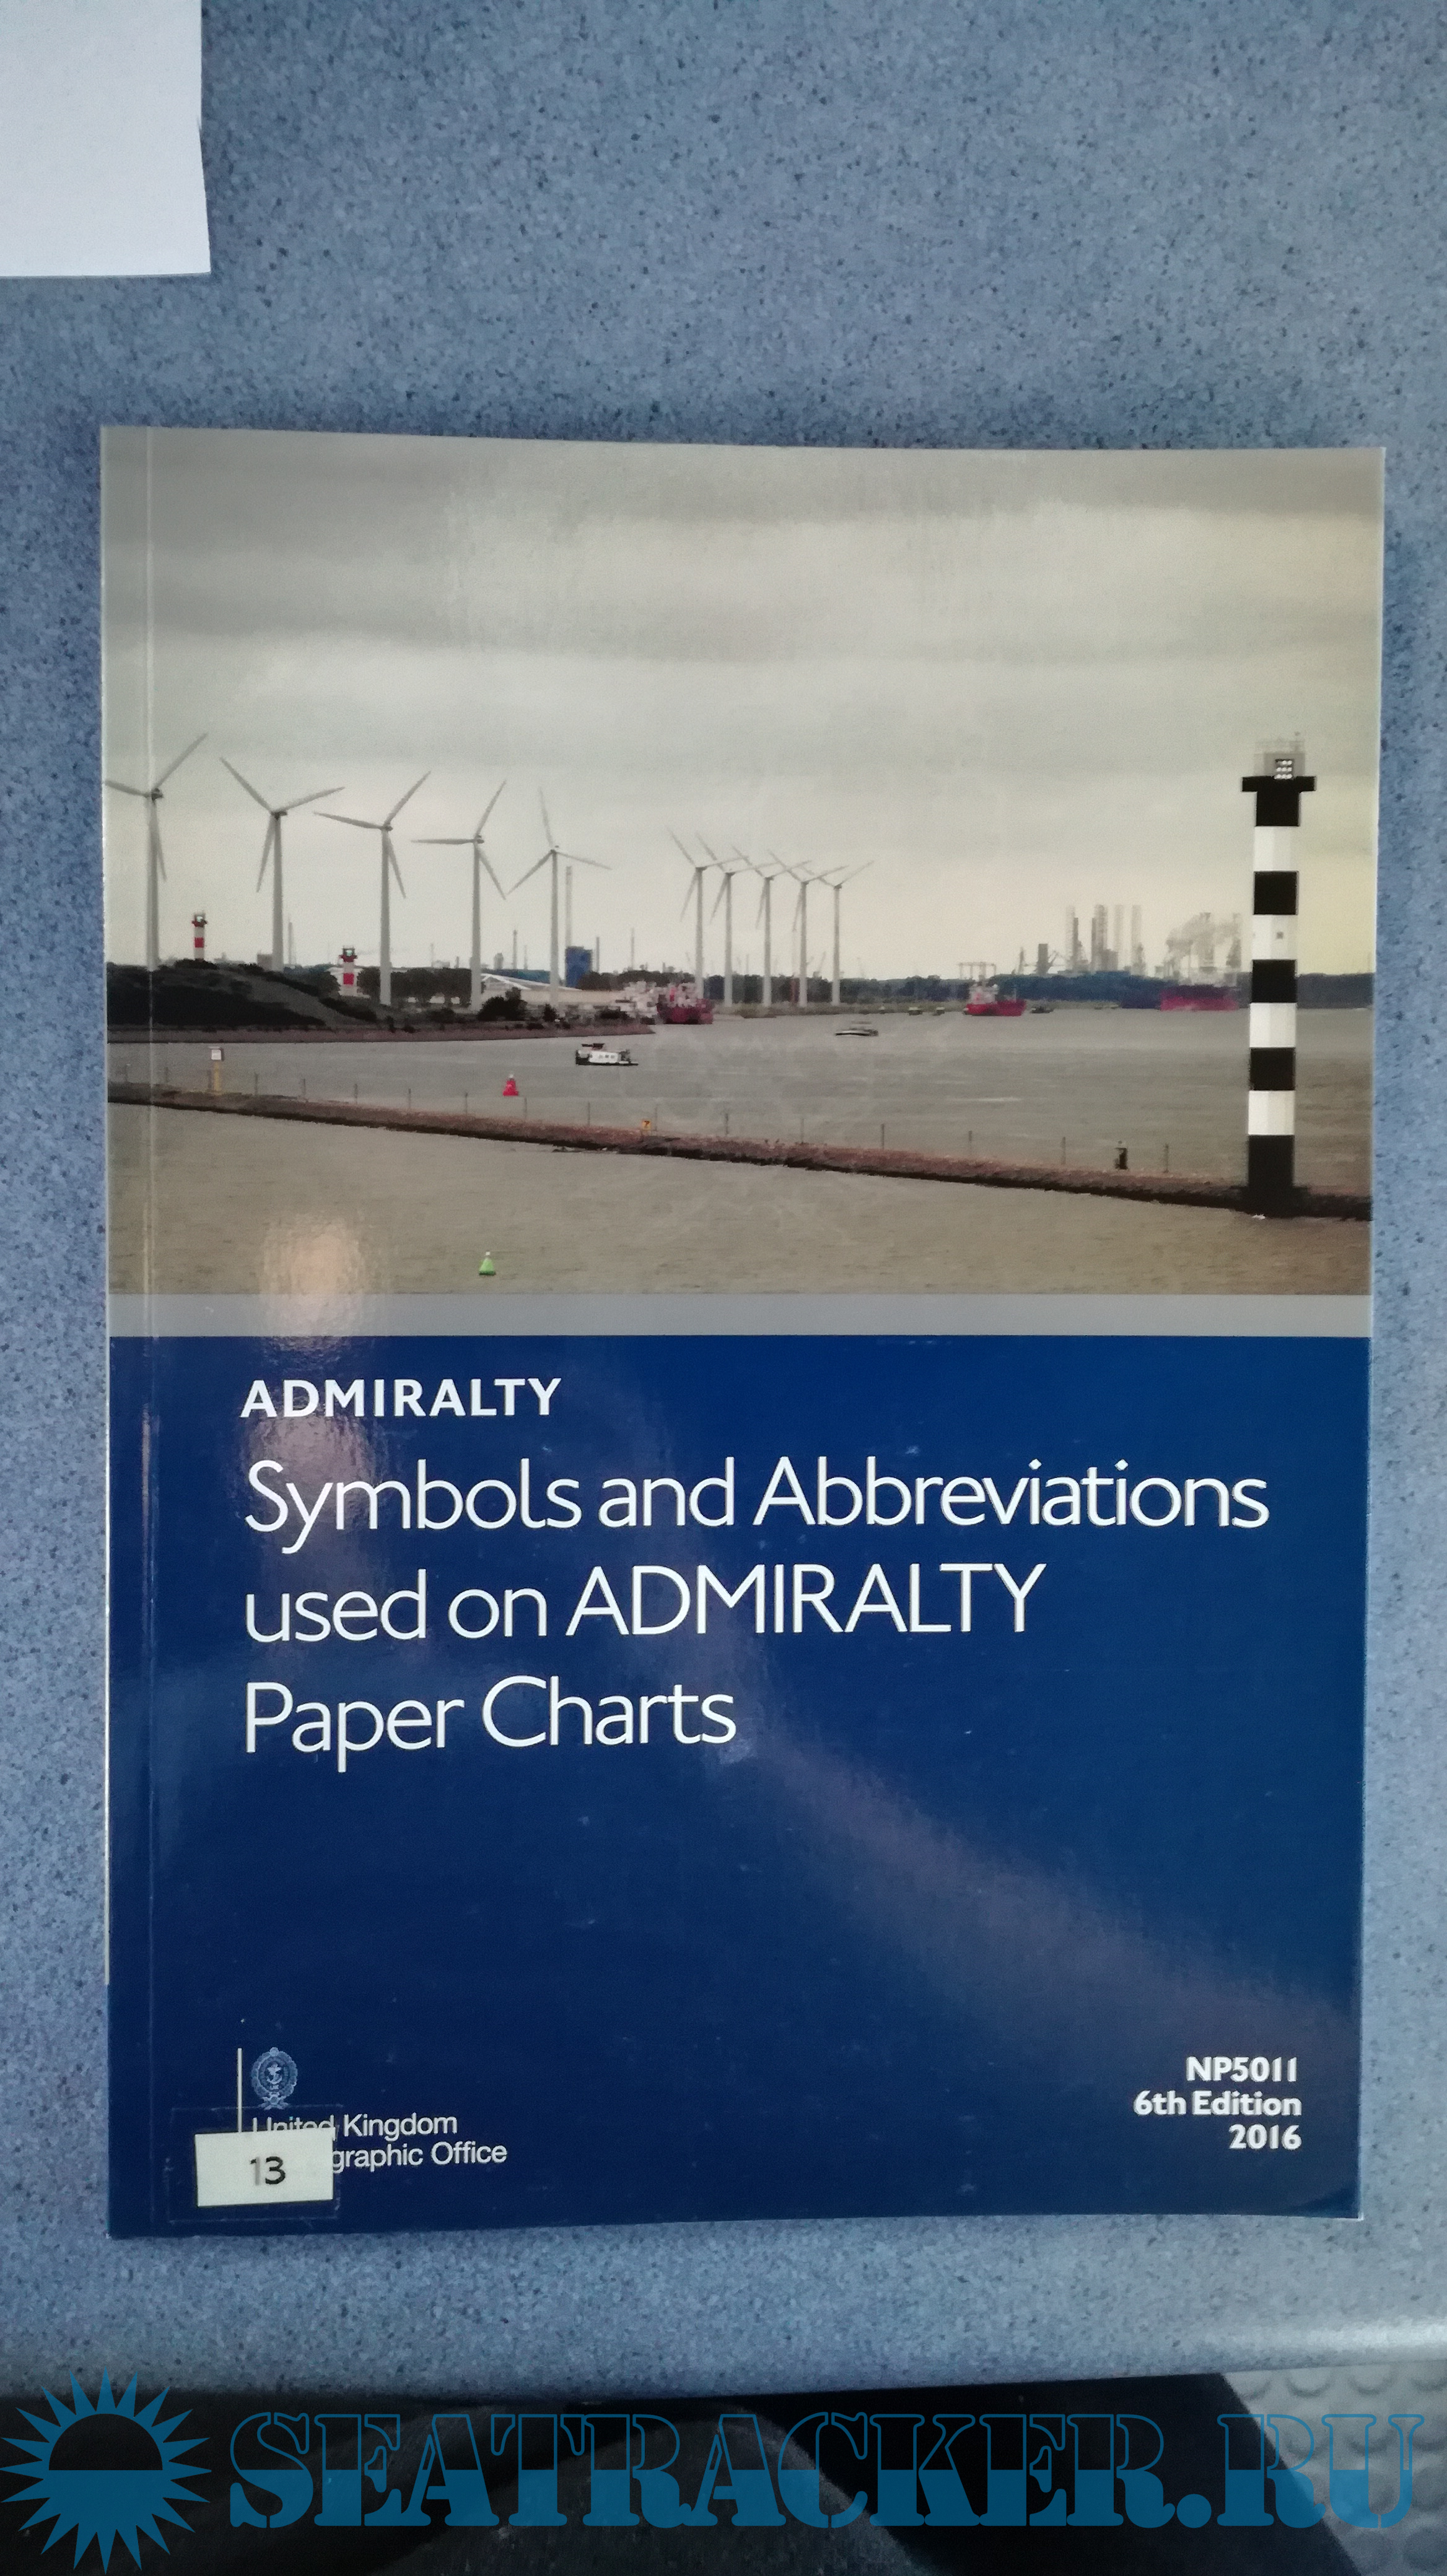 ADMIRALTY
Symbols and Abbreviations
used on ADMIRALTY
Paper Charts
NP5011
6th Edition
2016
United Kingdom
graphic Office
13
SEATRACKER.RU